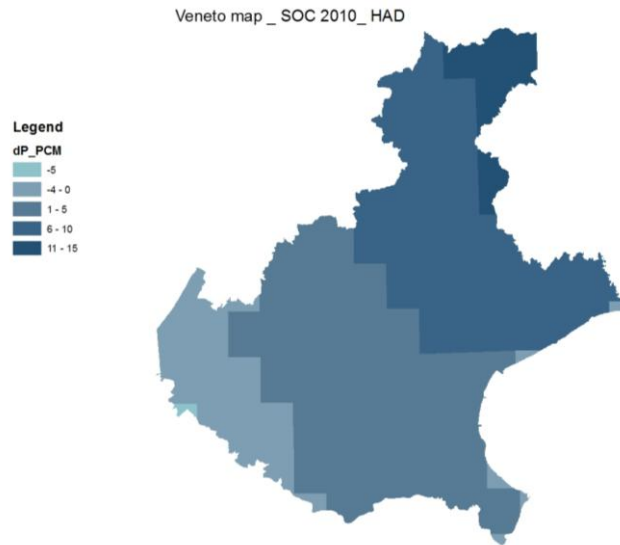 Veneto map _ SOC 2010_ HAD
Legend
dP_PCM
-5
-4 - 0
1 - 5
6 - 10
11 - 15